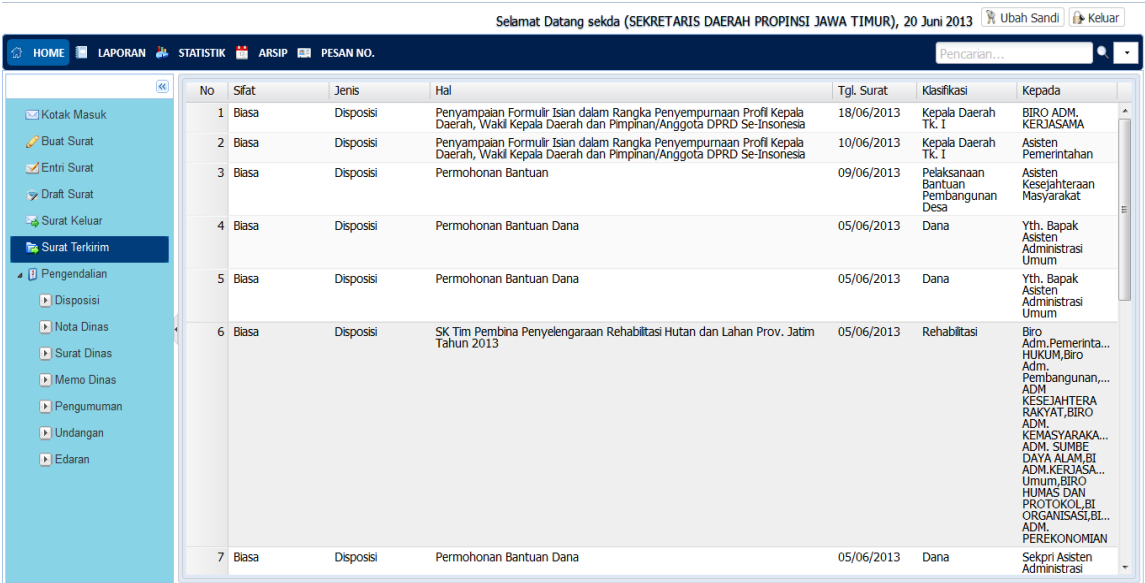 Selamat Datang sekda (SEKRETARIS DAERAH PROPINSI JAWA TIMUR), 20 Juni 2013 Ubah Sandi Keluar
HOME LAPORAN STATISTIK ARSIP PESAN NO. Pencarian...
Kotak Masuk
Buat Surat
Entri Surat
Draft Surat
Surat Keluar
Surat Terkirim
Pengendalian
Disposisi
Nota Dinas
Surat Dinas
Memo Dinas
Pengumuman
Undangan
Edaran
No Sifat Jenis Hal Tgl. Surat Klasifikasi Kepada
1 Biasa Disposisi Penyampaian Formulir Isian dalam Rangka Penyempurnaan Profil Kepala 18/06/2013 Kepala Daerah BIRO ADM.
Daerah, Wakil Kepala Daerah dan Pimpinan/Anggota DPRD Se-Insonesia Tk. I KERJASAMA
2 Biasa Disposisi Penyampaian Formulir Isian dalam Rangka Penyempurnaan Profil Kepala 10/06/2013 Kepala Daerah Asisten
Daerah, Wakil Kepala Daerah dan Pimpinan/Anggota DPRD Se-Insonesia Tk. I Pemerintahan
3 Biasa Disposisi Permohonan Bantuan 09/06/2013 Pelaksanaan Asisten
Bantuan Kesejahteraan
Pembangunan Masyarakat
Desa
4 Biasa Disposisi Permohonan Bantuan Dana 05/06/2013 Dana Yth. Bapak
Asisten
Administrasi
Umum
5 Biasa Disposisi Permohonan Bantuan Dana 05/06/2013 Dana Yth. Bapak
Asisten
Administrasi
Umum
6 Biasa Disposisi SK Tim Pembina Penyelengaraan Rehabilitasi Hutan dan Lahan Prov. Jatim 05/06/2013 Rehabilitasi Biro
Tahun 2013 Adm.Pemerinta...
HUKUM,Biro
Adm.
Pembangunan,...
ADM
KESEJAHTERA
RAKYAT,BIRO
ADM.
KEMASYARAKA...
ADM. SUMBE
DAYA ALAM,BI
ADM.KERJASA...
Umum,BIRO
HUMAS DAN
PROTOKOL,BI
ORGANISASI,BI...
ADM.
PEREKONOMIAN
7 Biasa Disposisi Permohonan Bantuan Dana 05/06/2013 Dana Sekpri Asisten
Administrasi